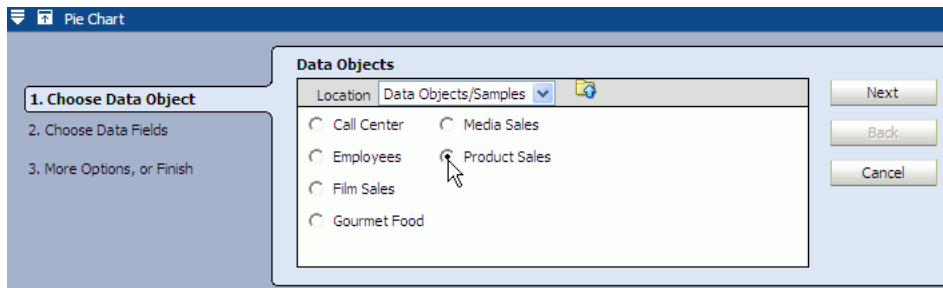 Pie Chart
1. Choose Data Object
2. Choose Data Fields
3. More Options, or Finish
Data Objects
Location Data Objects/Samples
Call Center Media Sales
Employees Product Sales
Film Sales
Gourmet Food
Next
Back
Cancel